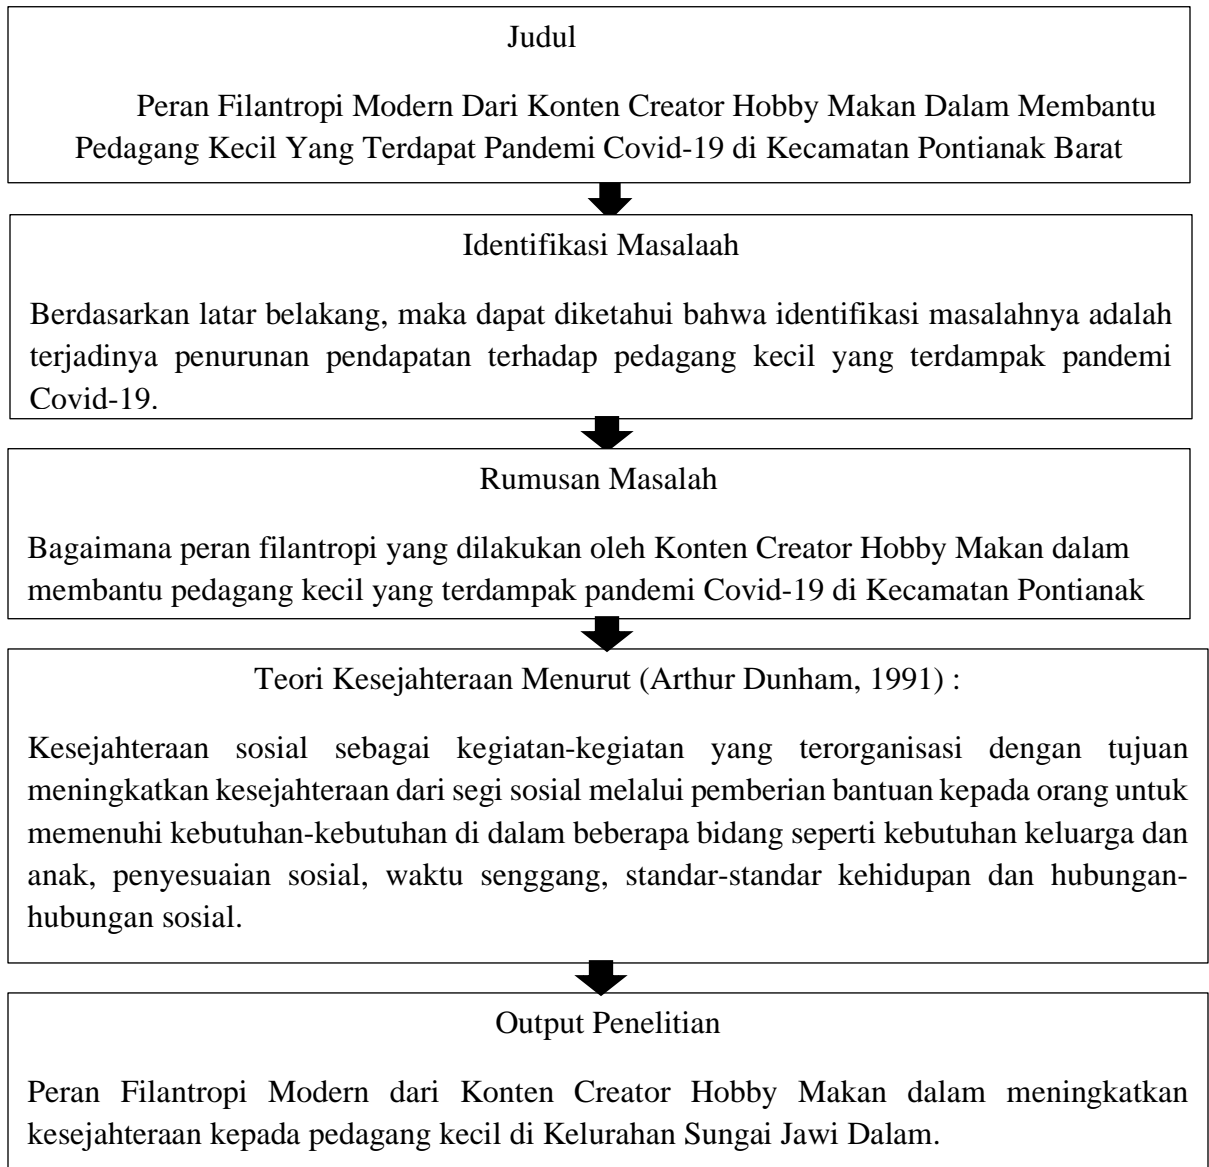 Judul
Peran Filantropi Modern Dari Konten Creator Hobby Makan Dalam Membantu
Pedagang Kecil Yang Terdapat Pandemi Covid-19 di Kecamatan Pontianak Barat
Identifikasi Masalaah
Berdasarkan latar belakang, maka dapat diketahui bahwa identifikasi masalahnya adalah
terjadinya penurunan pendapatan terhadap pedagang kecil yang terdampak pandemi
Covid-19.
Rumusan Masalah
Bagaimana peran filantropi yang dilakukan oleh Konten Creator Hobby Makan dalam
membantu pedagang kecil yang terdampak pandemi Covid-19 di Kecamatan Pontianak
Teori Kesejahteraan Menurut (Arthur Dunham, 1991) :
Kesejahteraan sosial sebagai kegiatan-kegiatan yang terorganisasi dengan tujuan
meningkatkan kesejahteraan dari segi sosial melalui pemberian bantuan kepada orang untuk
memenuhi kebutuhan-kebutuhan di dalam beberapa bidang seperti kebutuhan keluarga dan
anak, penyesuaian sosial, waktu senggang, standar-standar kehidupan dan hubungan-
hubungan sosial.
Output Penelitian
Peran Filantropi Modern dari Konten Creator Hobby Makan dalam meningkatkan
kesejahteraan kepada pedagang kecil di Kelurahan Sungai Jawi Dalam.